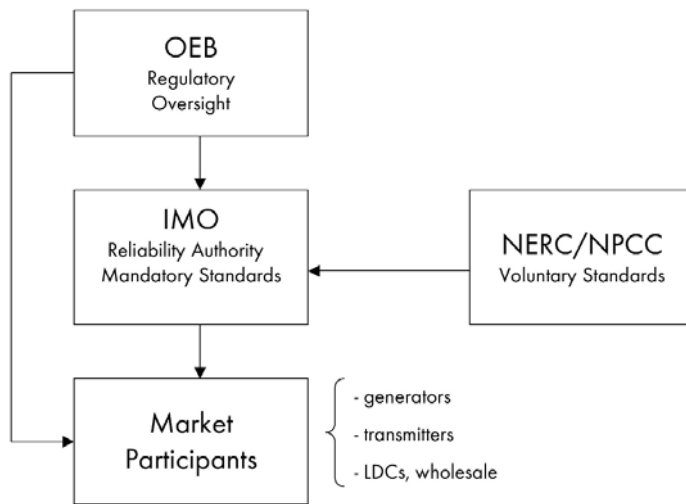 OEB
Regulatory
Oversight
IMO
Reliability Authority
Mandatory Standards
NERC/NPCC
Voluntary Standards
Market
Participants
- generators
- transmitters
- LDCs, wholesale